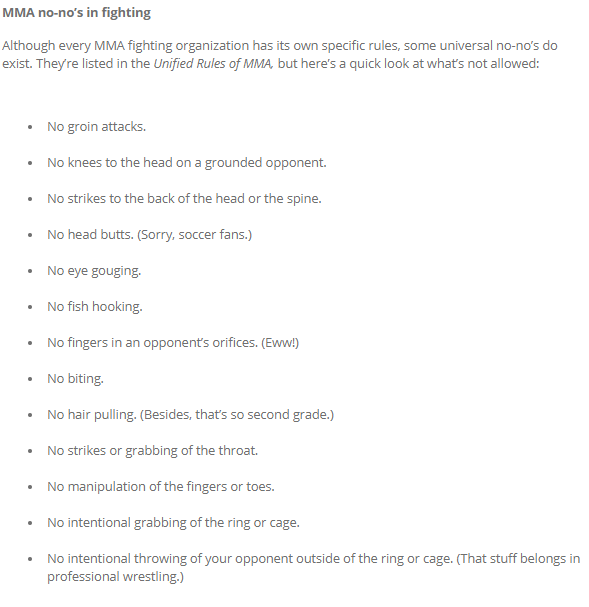 MMA no-no's in fighting
Although every MMA fighting organization has its own specific rules, some universal no-no's do
exist. They're listed in the Unified Rules of MMA, but here's a quick look at what's not allowed:
• No groin attacks.
• No knees to the head on a grounded opponent.
• No strikes to the back of the head or the spine.
• No head butts. (Sorry, soccer fans.)
• No eye gouging.
• No fish hooking.
• No fingers in an opponent's orifices. (Eww!)
• No biting.
• No hair pulling. (Besides, that's so second grade.)
• No strikes or grabbing of the throat.
• No manipulation of the fingers or toes.
• No intentional grabbing of the ring or cage.
• No intentional throwing of your opponent outside of the ring or cage. (That stuff belongs in
professional wrestling.)